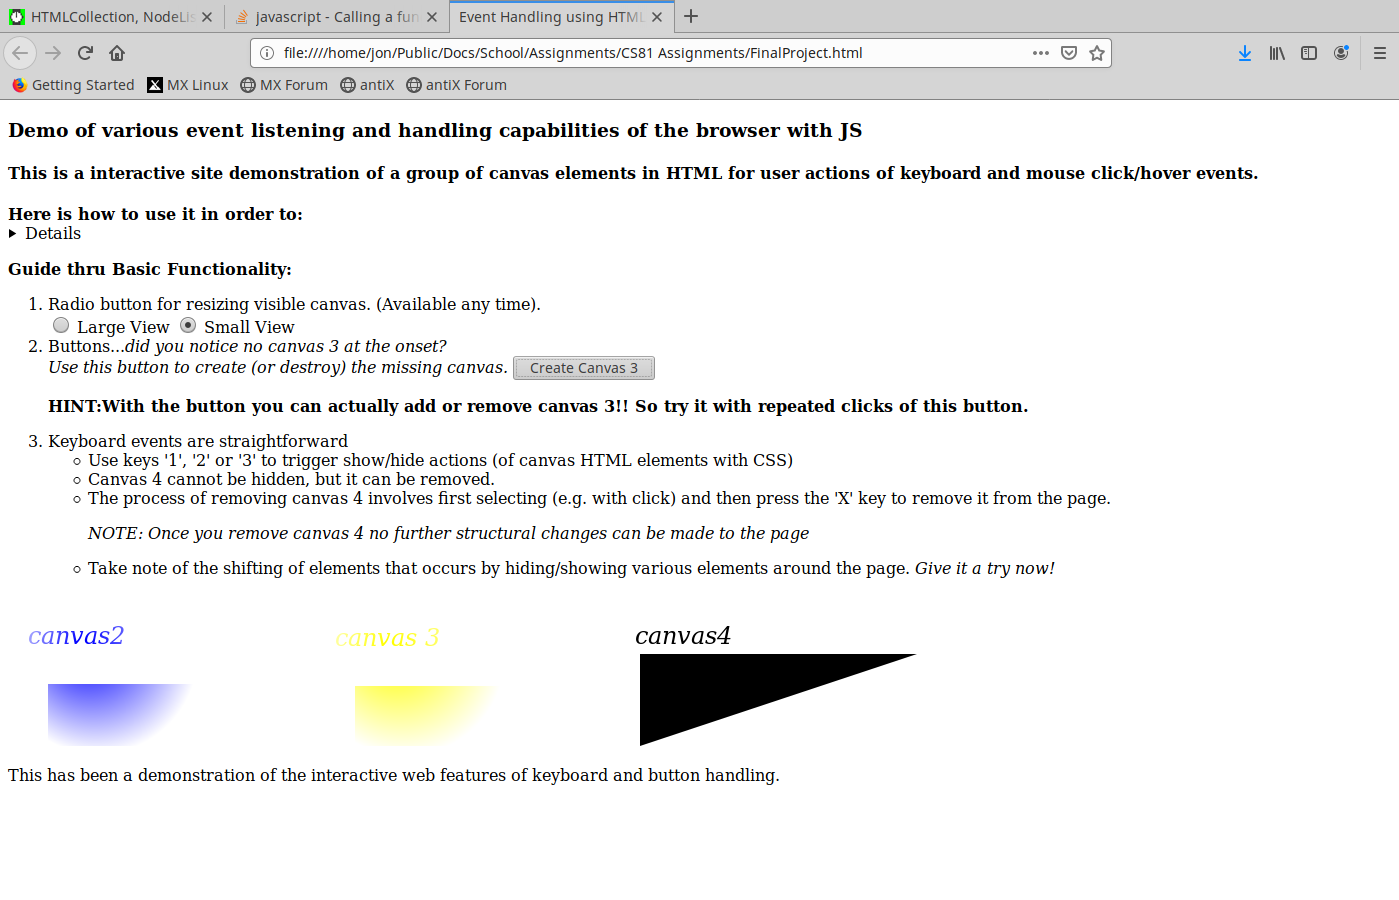 HTMLCollection, NodeLis
javascript - Calling a fun
Event Handling using HTML
file:////home/jon/Public/Docs/School/Assignments/CS81 Assignments/FinalProject.html
Getting Started
MX Linux
MX Forum
antiX
antiX Forum
Demo of various event listening and handling capabilities of the browser with JS
This is a interactive site demonstration of a group of canvas elements in HTML for user actions of keyboard and mouse click/hover events.
Here is how to use it in order to:
Details
Guide thru Basic Functionality:
1. Radio button for resizing visible canvas. (Available any time).
Large View Small View
2. Buttons...did you notice no canvas 3 at the onset?
Use this button to create (or destroy) the missing canvas. Create Canvas 3
HINT:With the button you can actually add or remove canvas 3!! So try it with repeated clicks of this button.
3. Keyboard events are straightforward
Use keys '1', '2' or '3' to trigger show/hide actions (of canvas HTML elements with CSS)
Canvas 4 cannot be hidden, but it can be removed.
The process of removing canvas 4 involves first selecting (e.g. with click) and then press the 'X' key to remove it from the page.
NOTE: Once you remove canvas 4 no further structural changes can be made to the page
Take note of the shifting of elements that occurs by hiding/showing various elements around the page. Give it a try now!
canvas2
canvas 3
canvas4
This has been a demonstration of the interactive web features of keyboard and button handling.